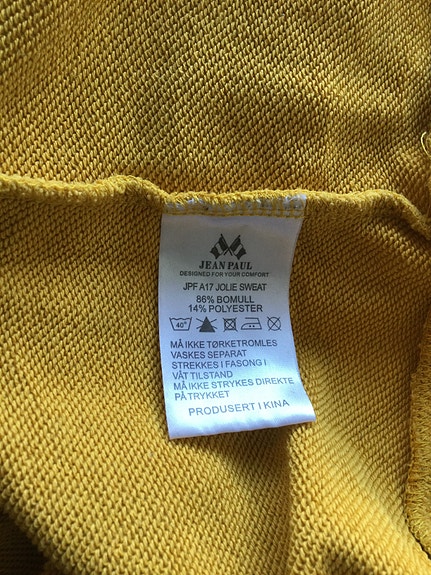 JEAN PAUL
DESIGNED FOR YOUR COMFORT
JPF A17 JOLIE SWEAT
86% BOMULL
14% POLYESTER
40°
MÅ IKKE TØRKETROMLES
VASKES SEPARAT
STREKKES I FASONG I
VÅT TILSTAND
MÅ IKKE STRYKES DIREKTE
PÅ TRYKKET
PRODUSERT I KINA